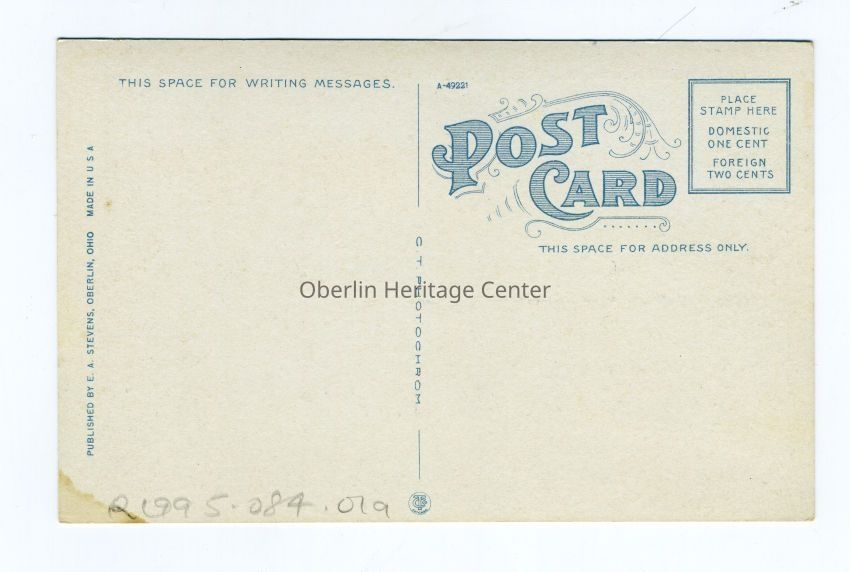 THIS SPACE FOR WRITING MESSAGES.
A-49221
POST
CARD
PLACE
STAMP HERE
DOMESTIC
ONE CENT
FOREIGN
TWO CENTS
THIS SPACE FOR ADDRESS ONLY.
PUBLISHED BY E. A. STEVENS, OBERLIN, OHIO MADE IN U S A
C. T. PHOTOCHROM
Oberlin Heritage Center
R1995.084.019